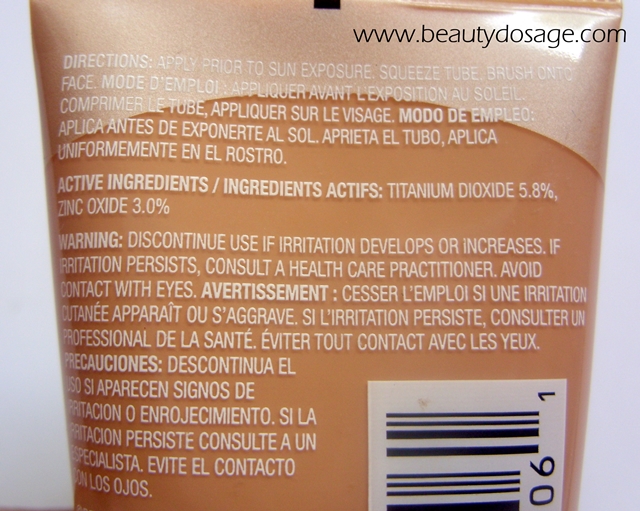 www.beautydosage.com
DIRECTIONS: APPLY PRIOR TO SUN EXPOSURE. SQUEEZE TUBE, BRUSH ONTO
FACE. MODE D'EMPLOI : APPLIQUER AVANT L'EXPOSITION AU SOLEIL.
COMPRIMER LE TUBE, APPLIQUER SUR LE VISAGE. MODO DE EMPLEO:
APLICA ANTES DE EXPONERTE AL SOL. APRIETA EL TUBO, APLICA
UNIFORMEMENTE EN EL ROSTRO.
ACTIVE INGREDIENTS / INGREDIENTS ACTIFS: TITANIUM DIOXIDE 5.8%,
ZINC OXIDE 3.0%
WARNING: DISCONTINUE USE IF IRRITATION DEVELOPS OR INCREASES. IF
IRRITATION PERSISTS, CONSULT A HEALTH CARE PRACTITIONER. AVOID
CONTACT WITH EYES. AVERTISSEMENT : CESSER L'EMPLOI SI UNE IRRITATION
CUTANÉE APPARAÎT OU S'AGGRAVE. SI L'IRRITATION PERSISTE, CONSULTER UN
PROFESSIONAL DE LA SANTÉ. ÉVITER TOUT CONTACT AVEC LES YEUX.
PRECAUCIONES: DESCONTINUA EL
USO SI APARECEN SIGNOS DE
IRRITACION O ENROJECIMIENTO. SI LA
IRRITACION PERSISTE CONSULTE A UN
ESPECIALISTA. EVITE EL CONTACTO
CON LOS OJOS.
1
06